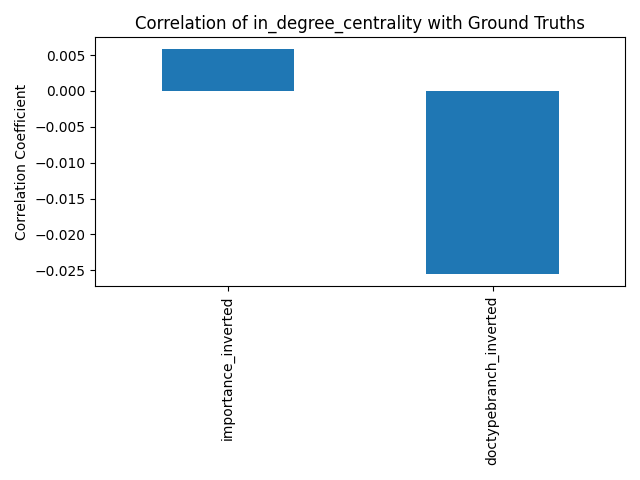 Correlation of in_degree_centrality with Ground Truths
Correlation Coefficient
0.005
0.000
−0.005
−0.010
−0.015
−0.020
−0.025
importance_inverted
doctypebranch_inverted